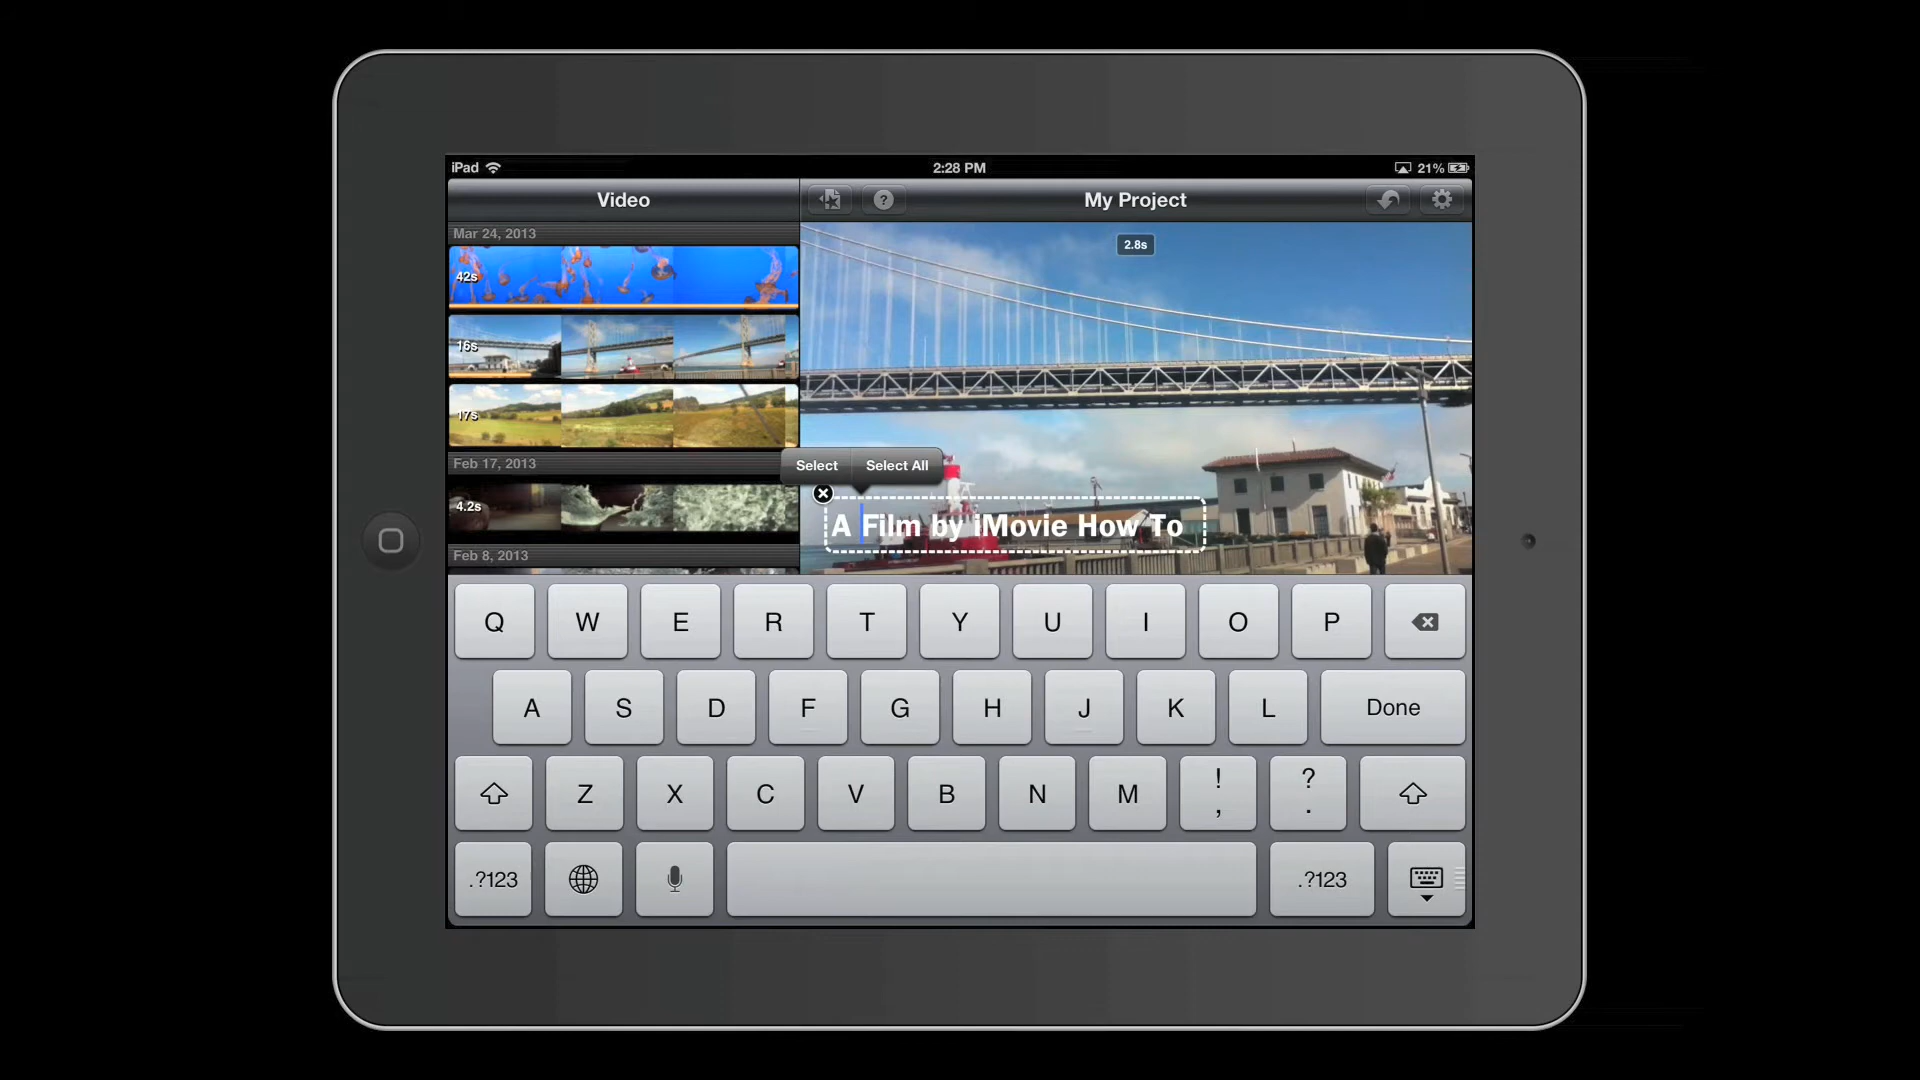 iPad
2:28 PM
21%
Video
My Project
Mar 24, 2013
42s
16s
17s
Feb 17, 2013
4.2s
Feb 8, 2013
2.8s
Select
Select All
A Film by iMovie How To
Q W E R T Y U I O P
A S D F G H J K L Done
Z X C V B N M ! , ? .
.?123 .?123